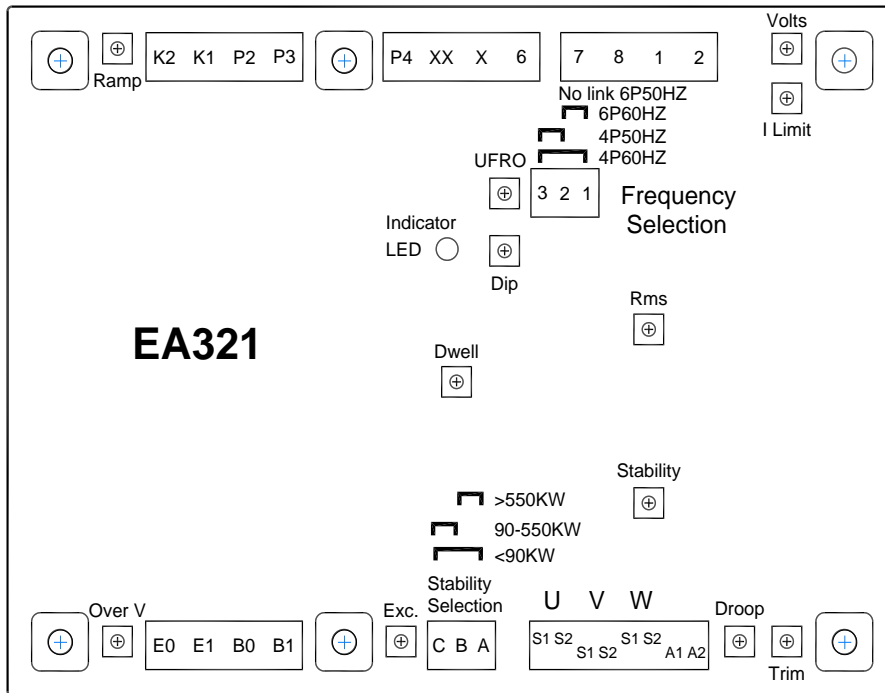 Volts
K2 K1 P2 P3
P4 XX X 6
7 8 1 2
Ramp
No link 6P50HZ
6P60HZ
I Limit
4P50HZ
4P60HZ
UFRO
3 2 1
Frequency
Selection
Indicator
LED
Dip
Rms
EA321
Dwell
Stability
>550KW
90-550KW
<90KW
Stability
Selection
U V W
Over V
Exc.
Droop
E0 E1 B0 B1
C B A
S1 S2 S1 S2 S1 S2 A1 A2
Trim